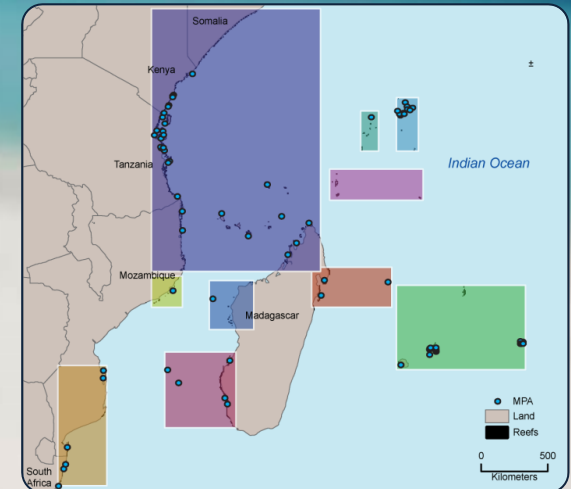 Somalia
Kenya
Tanzania
Indian Ocean
Mozambique
Madagascar
MPA
Land
Reefs
South
Africa
0 500
Kilometers